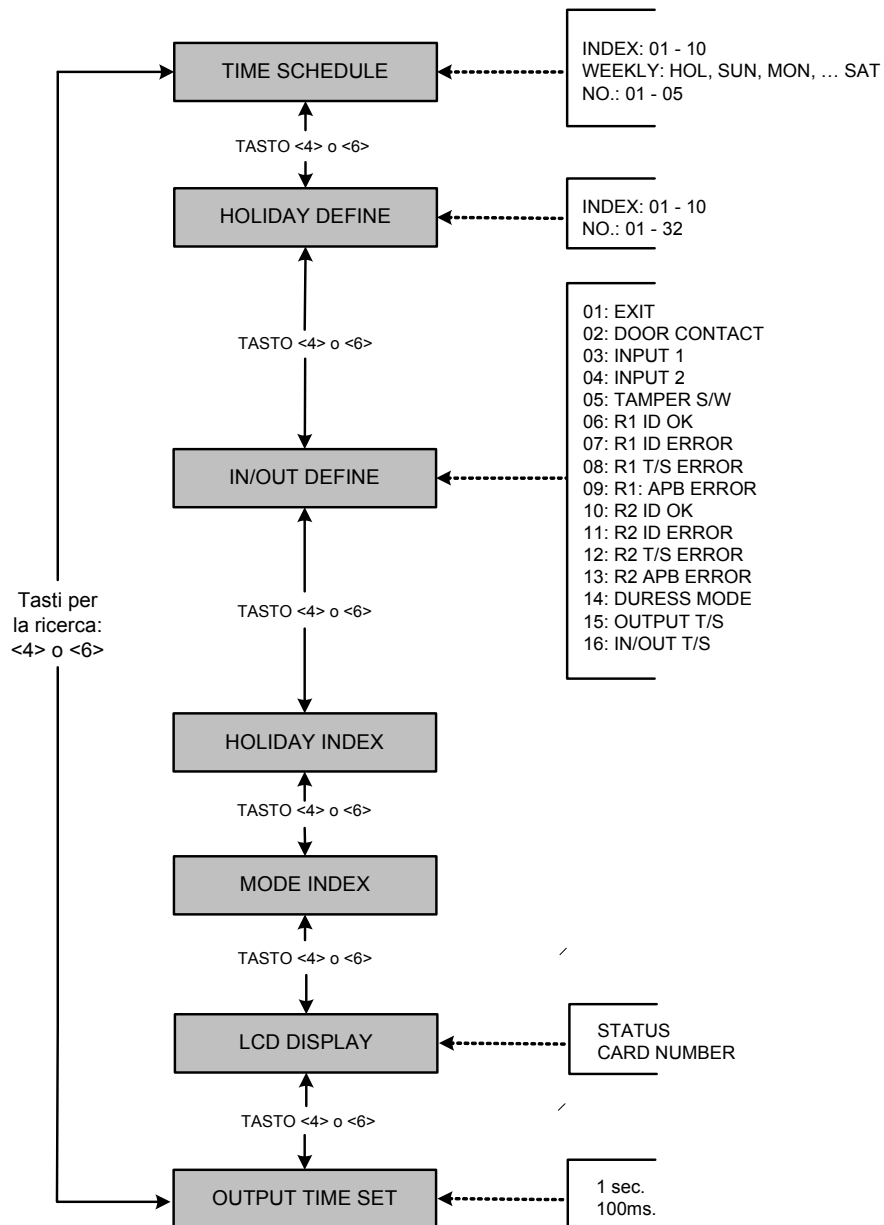 TIME SCHEDULE
INDEX: 01 - 10
WEEKLY: HOL, SUN, MON, … SAT
NO.: 01 - 05
TASTO <4> o <6>
HOLIDAY DEFINE
INDEX: 01 - 10
NO.: 01 - 32
TASTO <4> o <6>
IN/OUT DEFINE
01: EXIT
02: DOOR CONTACT
03: INPUT 1
04: INPUT 2
05: TAMPER S/W
06: R1 ID OK
07: R1 ID ERROR
08: R1 T/S ERROR
09: R1: APB ERROR
10: R2 ID OK
11: R2 ID ERROR
12: R2 T/S ERROR
13: R2 APB ERROR
14: DURESS MODE
15: OUTPUT T/S
16: IN/OUT T/S
Tasti per
la ricerca:
<4> o <6>
TASTO <4> o <6>
HOLIDAY INDEX
TASTO <4> o <6>
MODE INDEX
TASTO <4> o <6>
LCD DISPLAY
STATUS
CARD NUMBER
TASTO <4> o <6>
OUTPUT TIME SET
1 sec.
100ms.